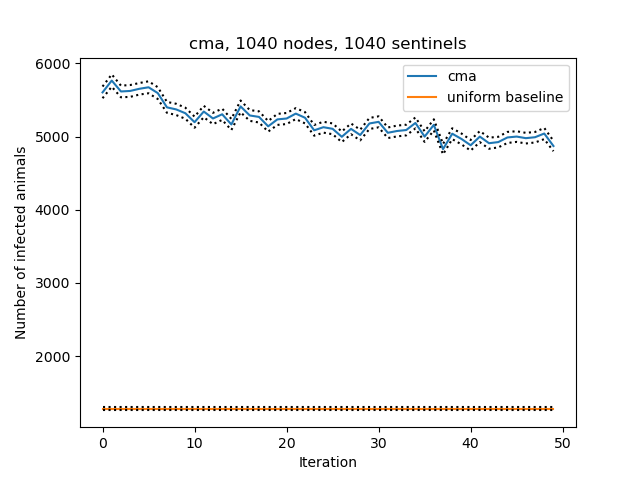 cma, 1040 nodes, 1040 sentinels
cma
uniform baseline
6000
5000
4000
3000
2000
Number of infected animals
0 10 20 30 40 50
Iteration